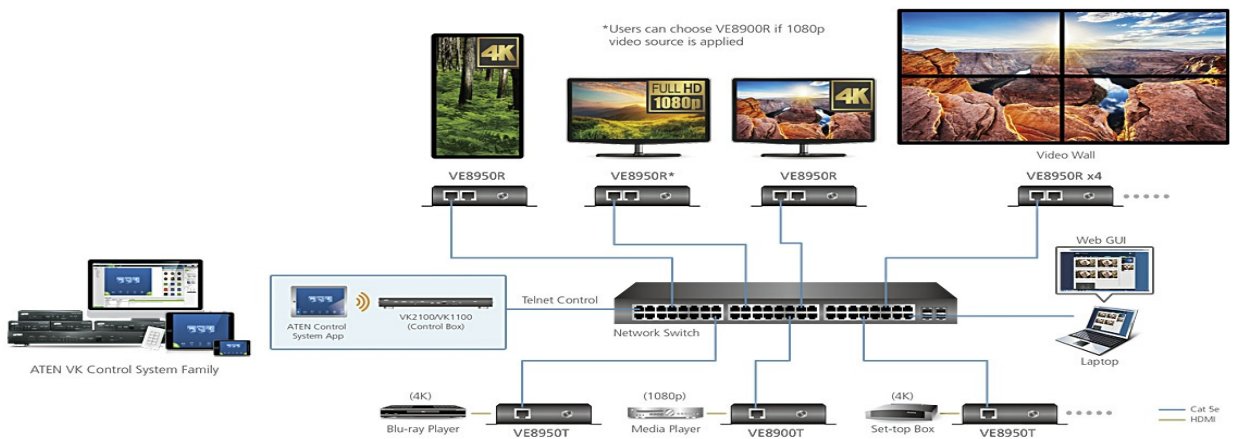 *Users can choose VE8900R if 1080p
video source is applied
4K
FULL HD
1080p
4K
Video Wall
VE8950R
VE8950R*
VE8950R
VE8950R x4
Web GUI
Telnet Control
ATEN Control
System App
VK2100/VK1100
(Control Box)
Network Switch
Laptop
ATEN VK Control System Family
(4K)
Blu-ray Player
VE8950T
(1080p)
Media Player
VE8900T
(4K)
Set-top Box
VE8950T
Cat 5e
HDMI